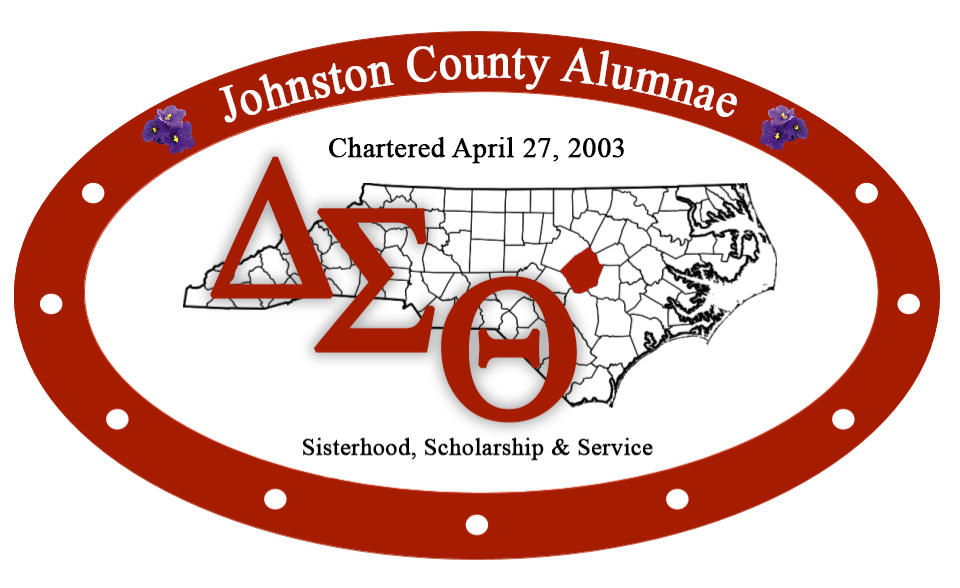 Johnston County Alumnae
Chartered April 27, 2003
ΔΣΘ
Sisterhood, Scholarship & Service